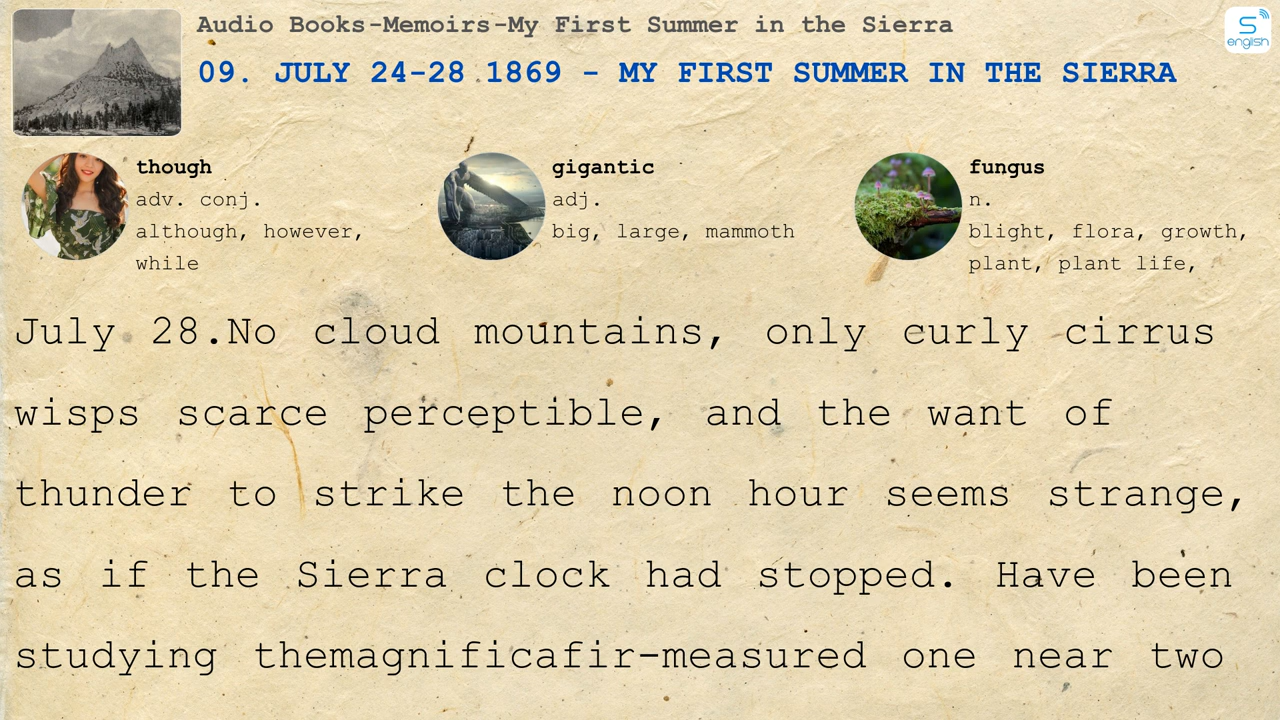 Audio Books-Memoirs-My First Summer in the Sierra
09. JULY 24-28 1869 - MY FIRST SUMMER IN THE SIERRA
S
english
though
adv. conj.
although, however,
while
gigantic
adj.
big, large, mammoth
fungus
n.
blight, flora, growth,
plant, plant life,
July 28.No cloud mountains, only curly cirrus
wisps scarce perceptible, and the want of
thunder to strike the noon hour seems strange,
as if the Sierra clock had stopped. Have been
studying themagnificafir-measured one near two